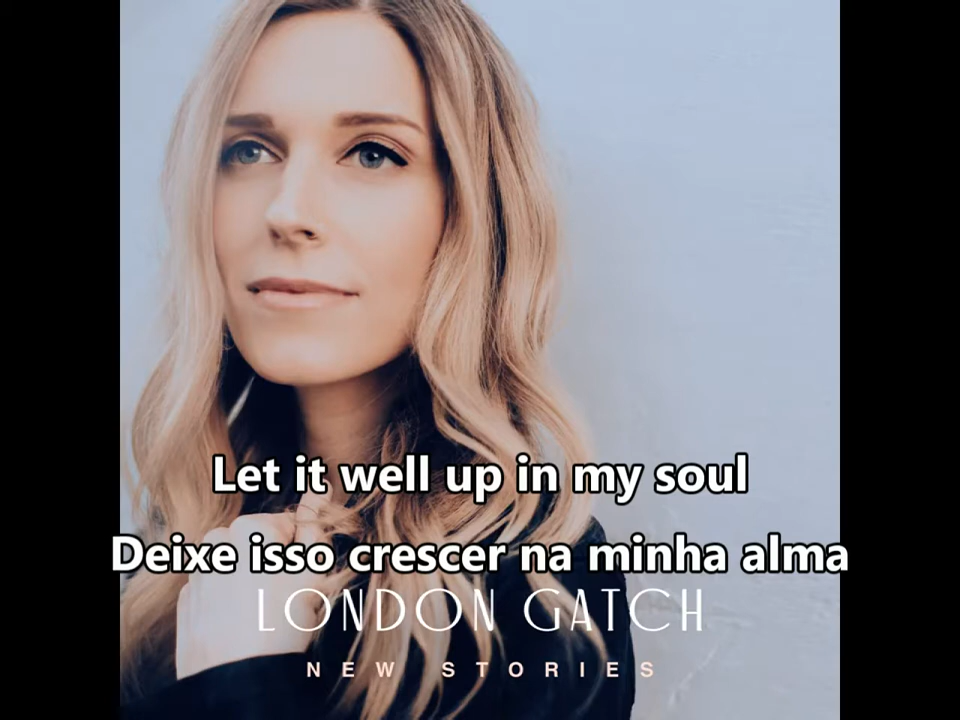 Let it well up in my soul
Deixe isso crescer na minha alma
LONDON GATCH
NEW STORIES